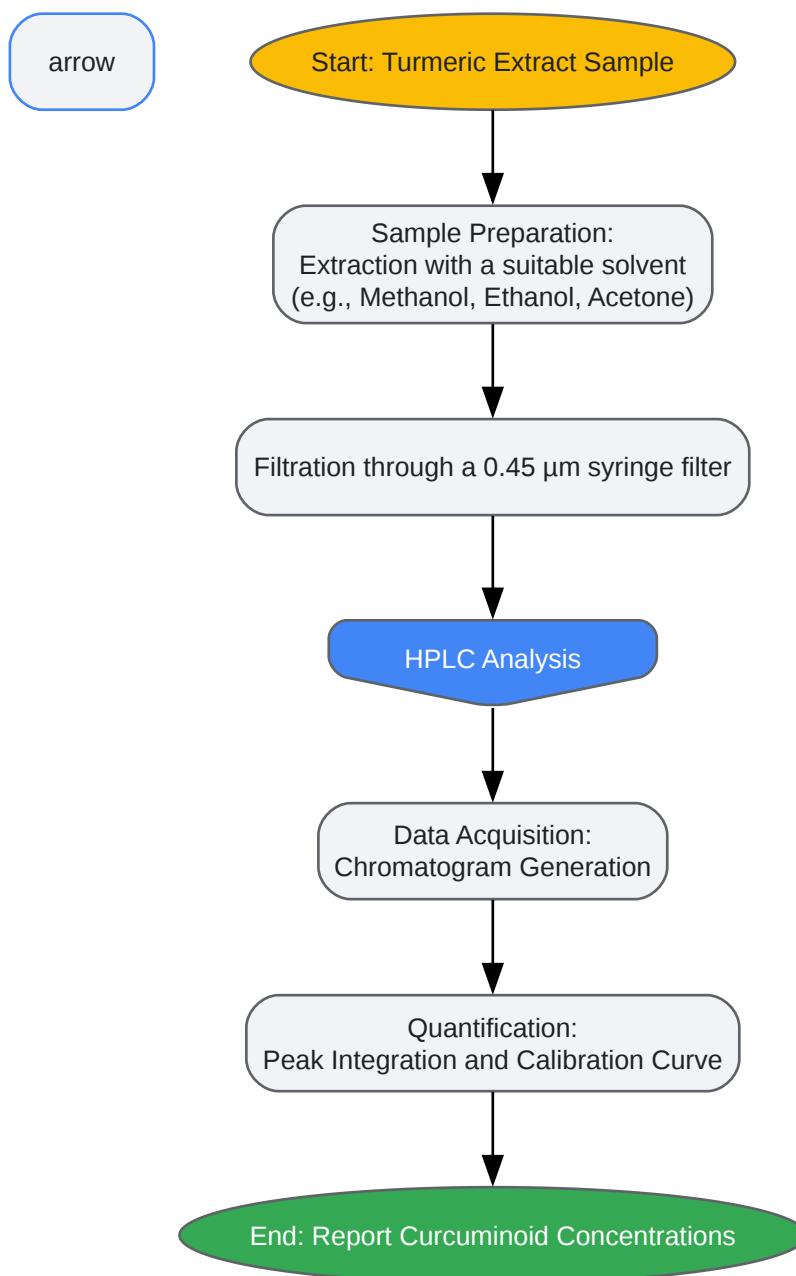 arrow
Start: Turmeric Extract Sample
Sample Preparation:
Extraction with a suitable solvent
(e.g., Methanol, Ethanol, Acetone)
Filtration through a 0.45 µm syringe filter
HPLC Analysis
Data Acquisition:
Chromatogram Generation
Quantification:
Peak Integration and Calibration Curve
End: Report Curcuminoid Concentrations